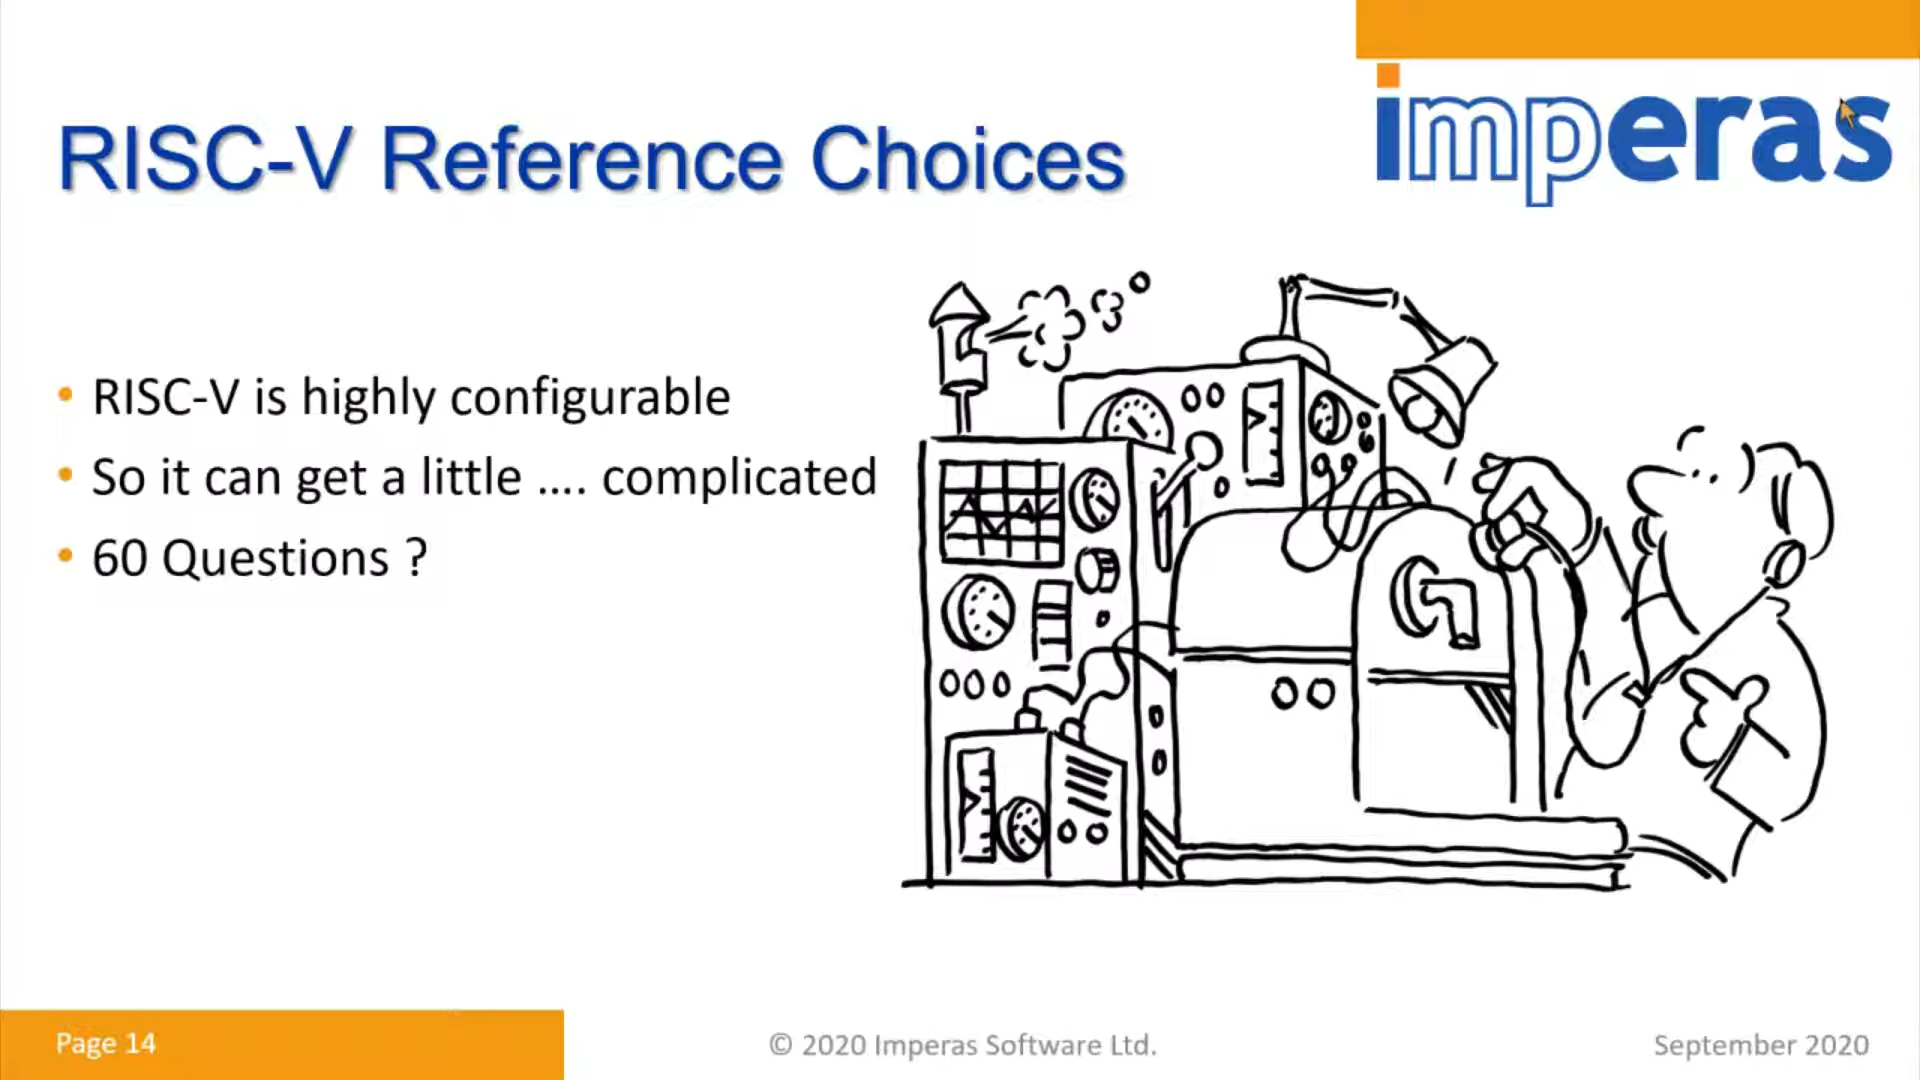 imperas
RISC-V Reference Choices
• RISC-V is highly configurable
• So it can get a little .... complicated
• 60 Questions ?
Page 14
© 2020 Imperas Software Ltd.
September 2020